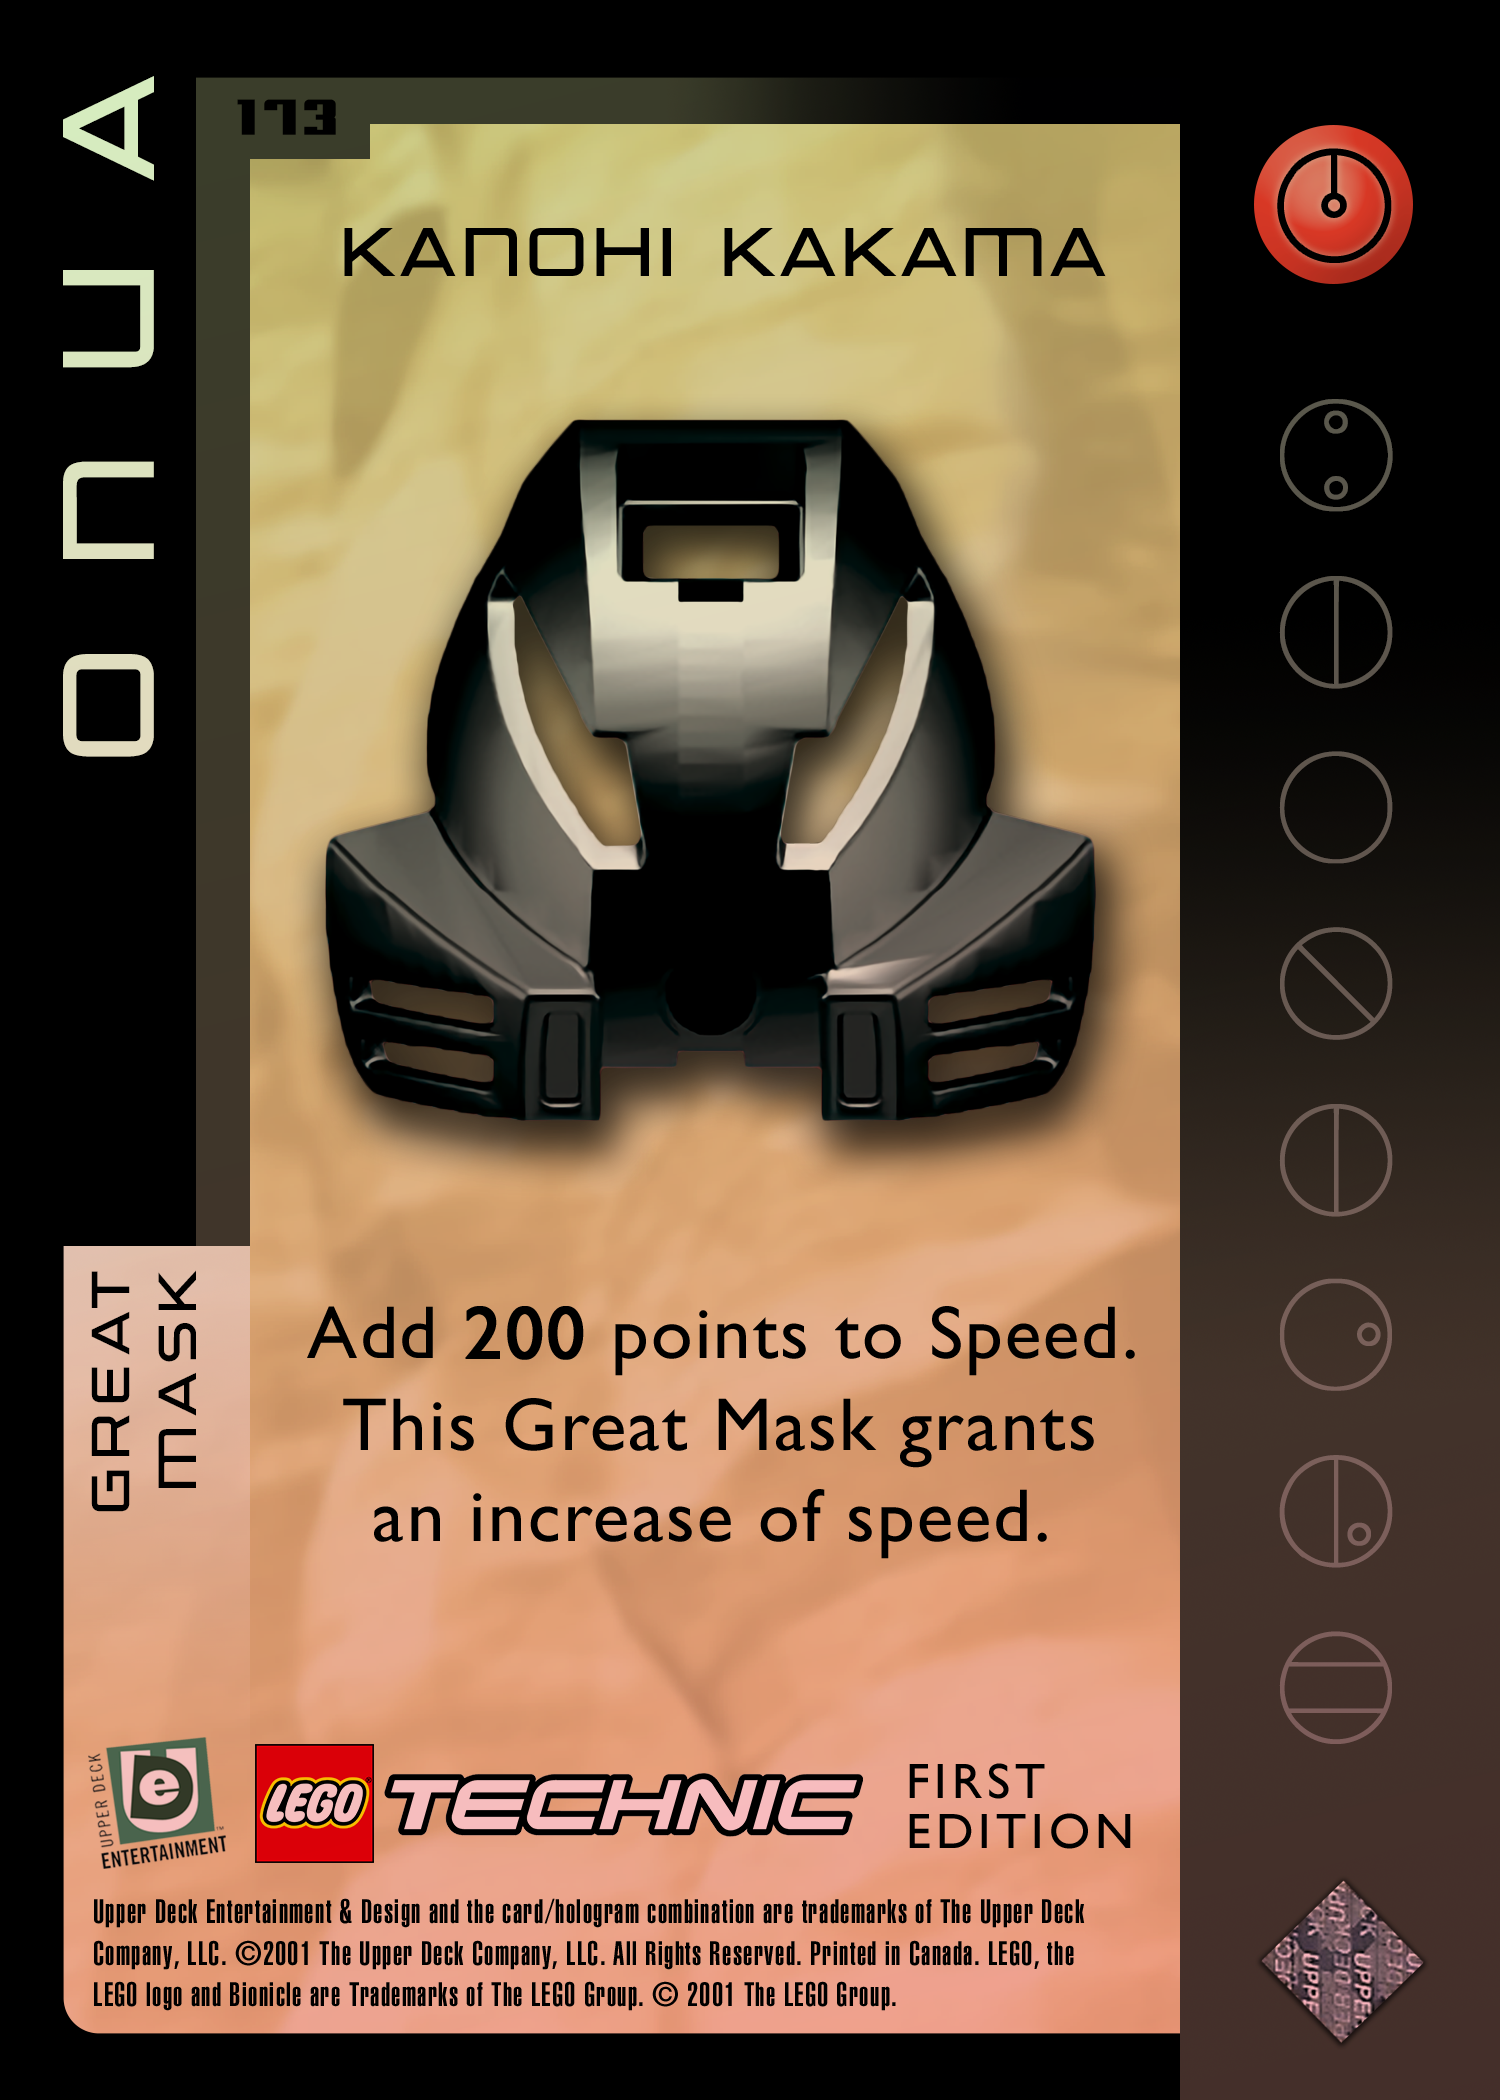 ONUA
173
KANOHI KAKAMA
Add 200 points to Speed.
This Great Mask grants
an increase of speed.
GREAT
MASK
UPPER DECK
e
ENTERTAINMENT™
LEGO®
TECHNIC
FIRST
EDITION
Upper Deck Entertainment & Design and the card/hologram combination are trademarks of The Upper Deck
Company, LLC. ©2001 The Upper Deck Company, LLC. All Rights Reserved. Printed in Canada. LEGO, the
LEGO logo and Bionicle are Trademarks of The LEGO Group. © 2001 The LEGO Group.